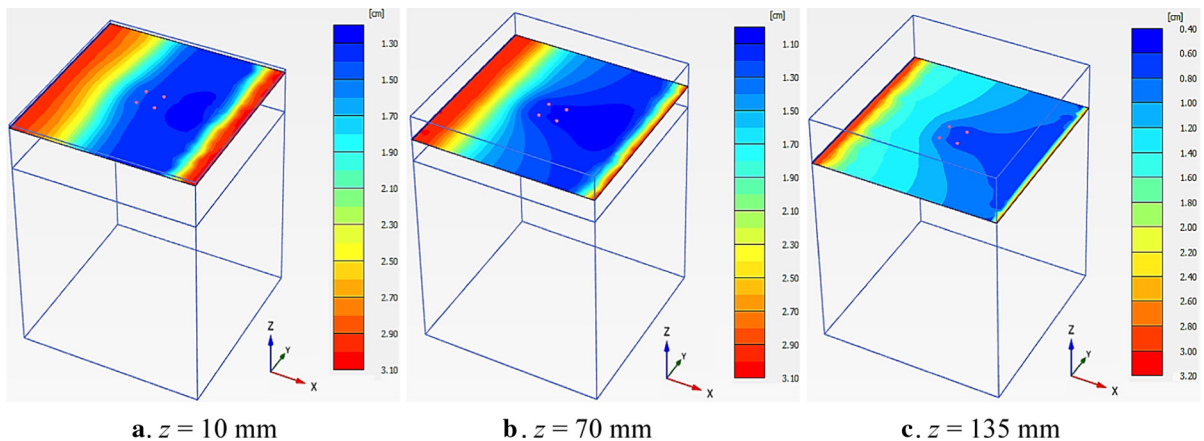 [cm]
1.30
1.50
1.70
1.90
2.10
2.30
2.50
2.70
2.90
3.10
Z
Y
X
[cm]
1.10
1.30
1.50
1.70
1.90
2.10
2.30
2.50
2.70
2.90
3.10
Z
Y
X
[cm]
0.40
0.60
0.80
1.00
1.20
1.40
1.60
1.80
2.00
2.20
2.40
2.60
2.80
3.00
3.20
Z
Y
X
a. z = 10 mm
b. z = 70 mm
c. z = 135 mm